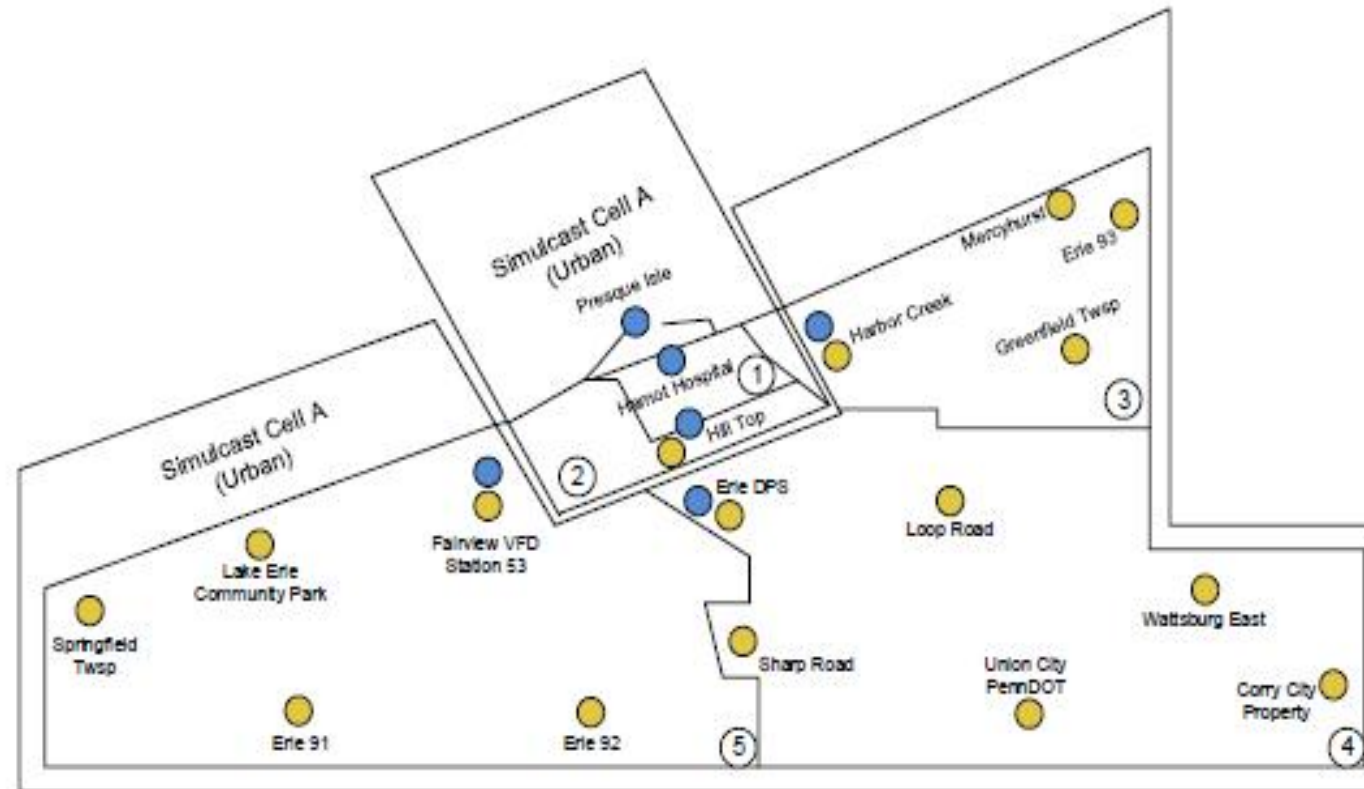 Simulcast Cell A
(Urban)
Presque Isle
Mercyhurst
Erie 93
Harbor Creek
Greenfield Twsp
Hamot Hospital
1
Hill Top
3
Simulcast Cell A
(Urban)
2
Erie DPS
Loop Road
Fairview VFD
Station 53
Lake Erie
Community Park
Springfield
Twsp
Wattsburg East
Sharp Road
Union City
PennDOT
Corry City
Property
Erie 91
Erie 92
5
4